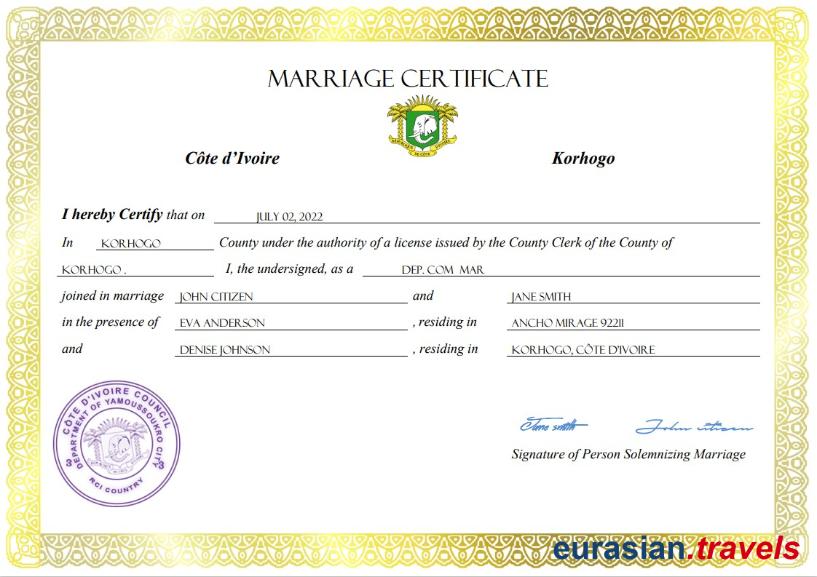 MARRIAGE CERTIFICATE
Côte d'Ivoire Korhogo
I hereby Certify that on JULY 02, 2022
In KORHOGO County under the authority of a license issued by the County Clerk of the County of
KORHOGO . I, the undersigned, as a DEP. COM MAR
joined in marriage JOHN CITIZEN and JANE SMITH
in the presence of EVA ANDERSON , residing in ANCHO MIRAGE 92211
and DENISE JOHNSON , residing in KORHOGO, CÔTE D'IVOIRE
CÔTE D'IVOIRE COUNCIL
DEPARTMENT OF YAMOUSSOUKRO CITY
RCI COUNTRY
Jane smith John citizen
Signature of Person Solemnizing Marriage
eurasian.travels